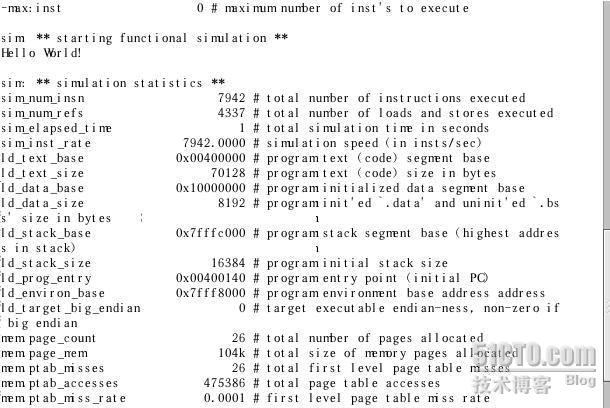 -max:inst 0 # maximum number of inst's to execute
sim: ** starting functional simulation **
Hello World!
sim: ** simulation statistics **
sim_num_insn 7942 # total number of instructions executed
sim_num_refs 4337 # total number of loads and stores executed
sim_elapsed_time 1 # total simulation time in seconds
sim_inst_rate 7942.0000 # simulation speed (in insts/sec)
ld_text_base 0x00400000 # program text (code) segment base
ld_text_size 70128 # program text (code) size in bytes
ld_data_base 0x10000000 # program initialized data segment base
ld_data_size 8192 # program init'ed `.data' and uninit'ed `.bs
s' size in bytes
ld_stack_base 0x7fffc000 # program stack segment base (highest addres
s in stack)
ld_stack_size 16384 # program initial stack size
ld_prog_entry 0x00400140 # program entry point (initial PC)
ld_environ_base 0x7fff8000 # program environment base address address
ld_target_big_endian 0 # target executable endian-ness, non-zero if
big endian
mem.page_count 26 # total number of pages allocated
mem.page_mem 104k # total size of memory pages allocated
mem.ptab_misses 26 # total first level page table misses
mem.ptab_accesses 475386 # total page table accesses
mem.ptab_miss_rate 0.0001 # first level page table miss rate
51CTO.com
技术博客 Blog